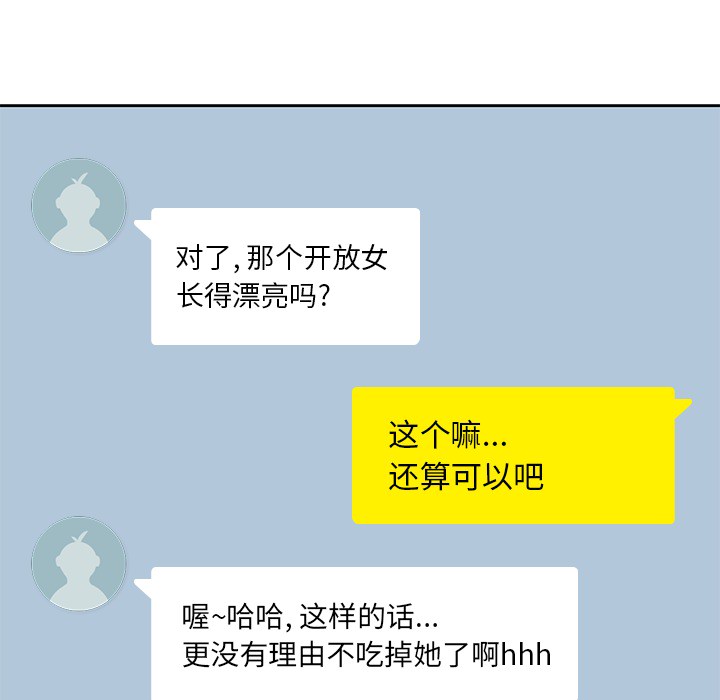 对了, 那个开放女
长得漂亮吗?
这个嘛...
还算可以吧
喔~哈哈, 这样的话...
更没有理由不吃掉她了啊hhh